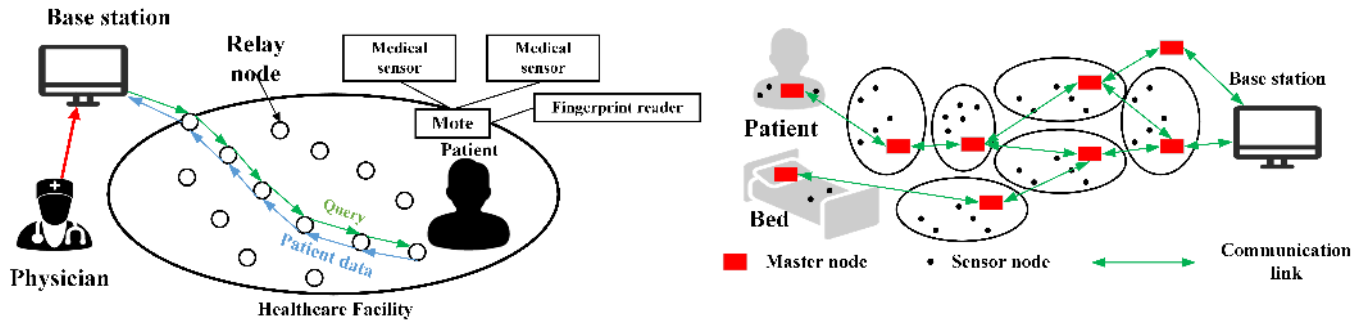 Base station
Relay
node
Medical
sensor
Medical
sensor
Fingerprint reader
Mote
Patient
Query
Patient data
Physician
Healthcare Facility
Patient
Base station
Bed
Master node
Sensor node
Communication
link